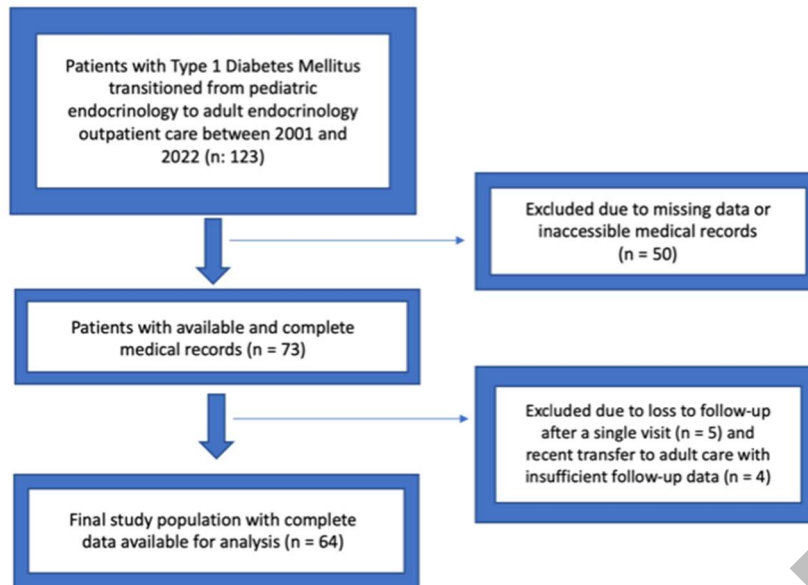 Patients with Type 1 Diabetes Mellitus
transitioned from pediatric
endocrinology to adult endocrinology
outpatient care between 2001 and
2022 (n: 123)
Excluded due to missing data or
inaccessible medical records
(n = 50)
Patients with available and complete
medical records (n = 73)
Excluded due to loss to follow-up
after a single visit (n = 5) and
recent transfer to adult care with
insufficient follow-up data (n = 4)
Final study population with complete
data available for analysis (n = 64)